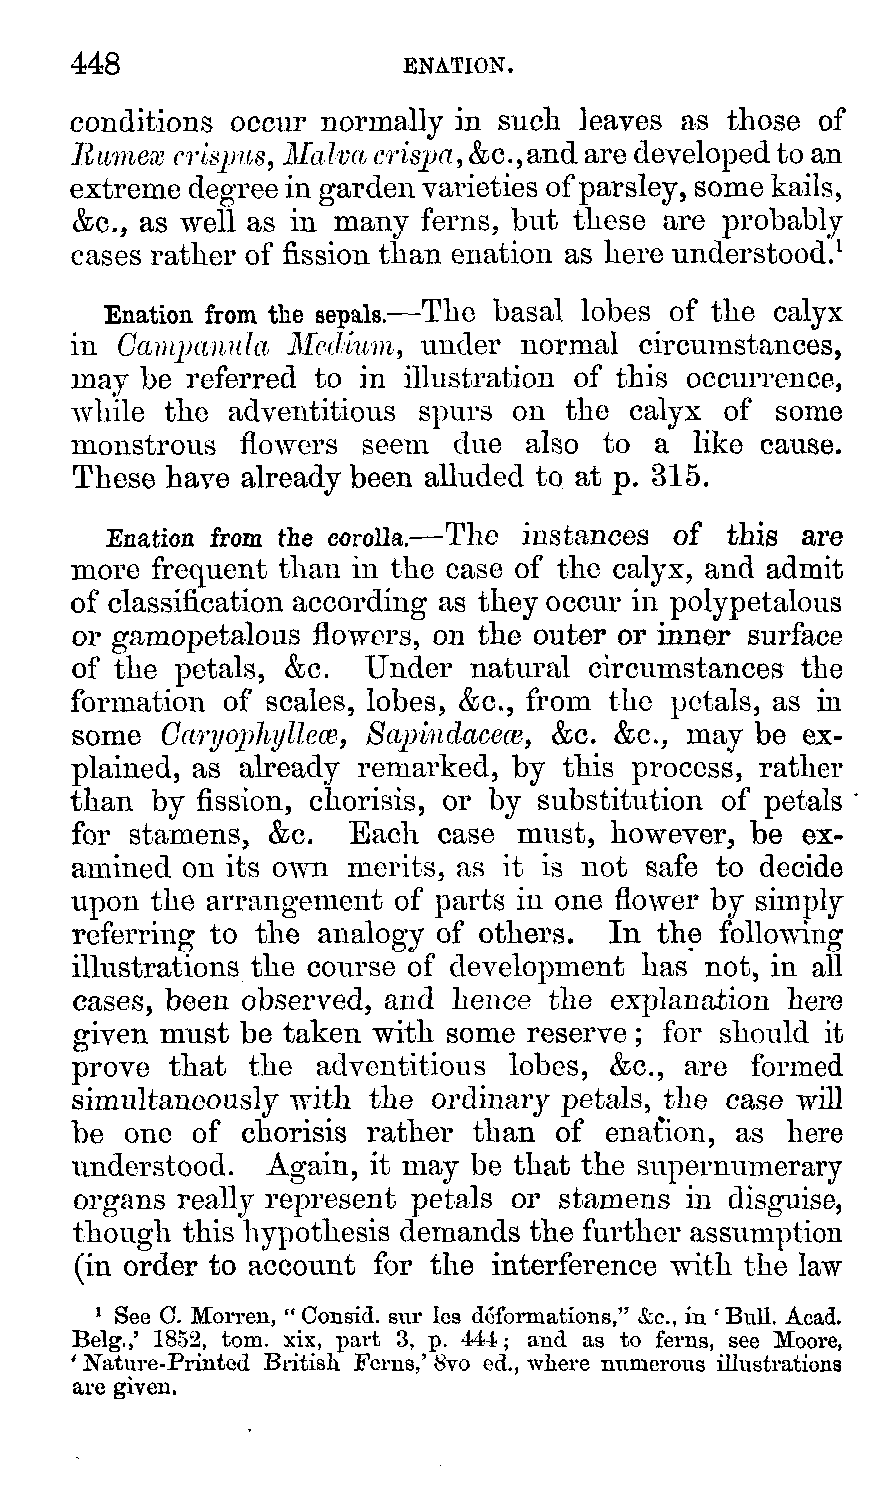 448 ENATION.
conditions occur normally in such leaves as those of
Rumex crispus, Malva crispa, &c., and are developed to an
extreme degree in garden varieties of parsley, some kails,
&c., as well as in many ferns, but these are probably
cases rather of fission than enation as here understood.¹
Enation from the sepals.—The basal lobes of the calyx
in Campanula Medium, under normal circumstances,
may be referred to in illustration of this occurrence,
while the adventitious spurs on the calyx of some
monstrous flowers seem due also to a like cause.
These have already been alluded to at p. 315.
Enation from the corolla.—The instances of this are
more frequent than in the case of the calyx, and admit
of classification according as they occur in polypetalous
or gamopetalous flowers, on the outer or inner surface
of the petals, &c. Under natural circumstances the
formation of scales, lobes, &c., from the petals, as in
some Caryophylleæ, Sapindaceæ, &c. &c., may be ex-
plained, as already remarked, by this process, rather
than by fission, chorisis, or by substitution of petals
for stamens, &c. Each case must, however, be ex-
amined on its own merits, as it is not safe to decide
upon the arrangement of parts in one flower by simply
referring to the analogy of others. In the following
illustrations the course of development has not, in all
cases, been observed, and hence the explanation here
given must be taken with some reserve; for should it
prove that the adventitious lobes, &c., are formed
simultaneously with the ordinary petals, the case will
be one of chorisis rather than of enation, as here
understood. Again, it may be that the supernumerary
organs really represent petals or stamens in disguise,
though this hypothesis demands the further assumption
(in order to account for the interference with the law
¹ See C. Morren, "Consid. sur les déformations," &c., in 'Bull. Acad.
Belg.,' 1852, tom. xix, part 3, p. 444; and as to ferns, see Moore,
'Nature-Printed British Ferns,' 8vo ed., where numerous illustrations
are given.